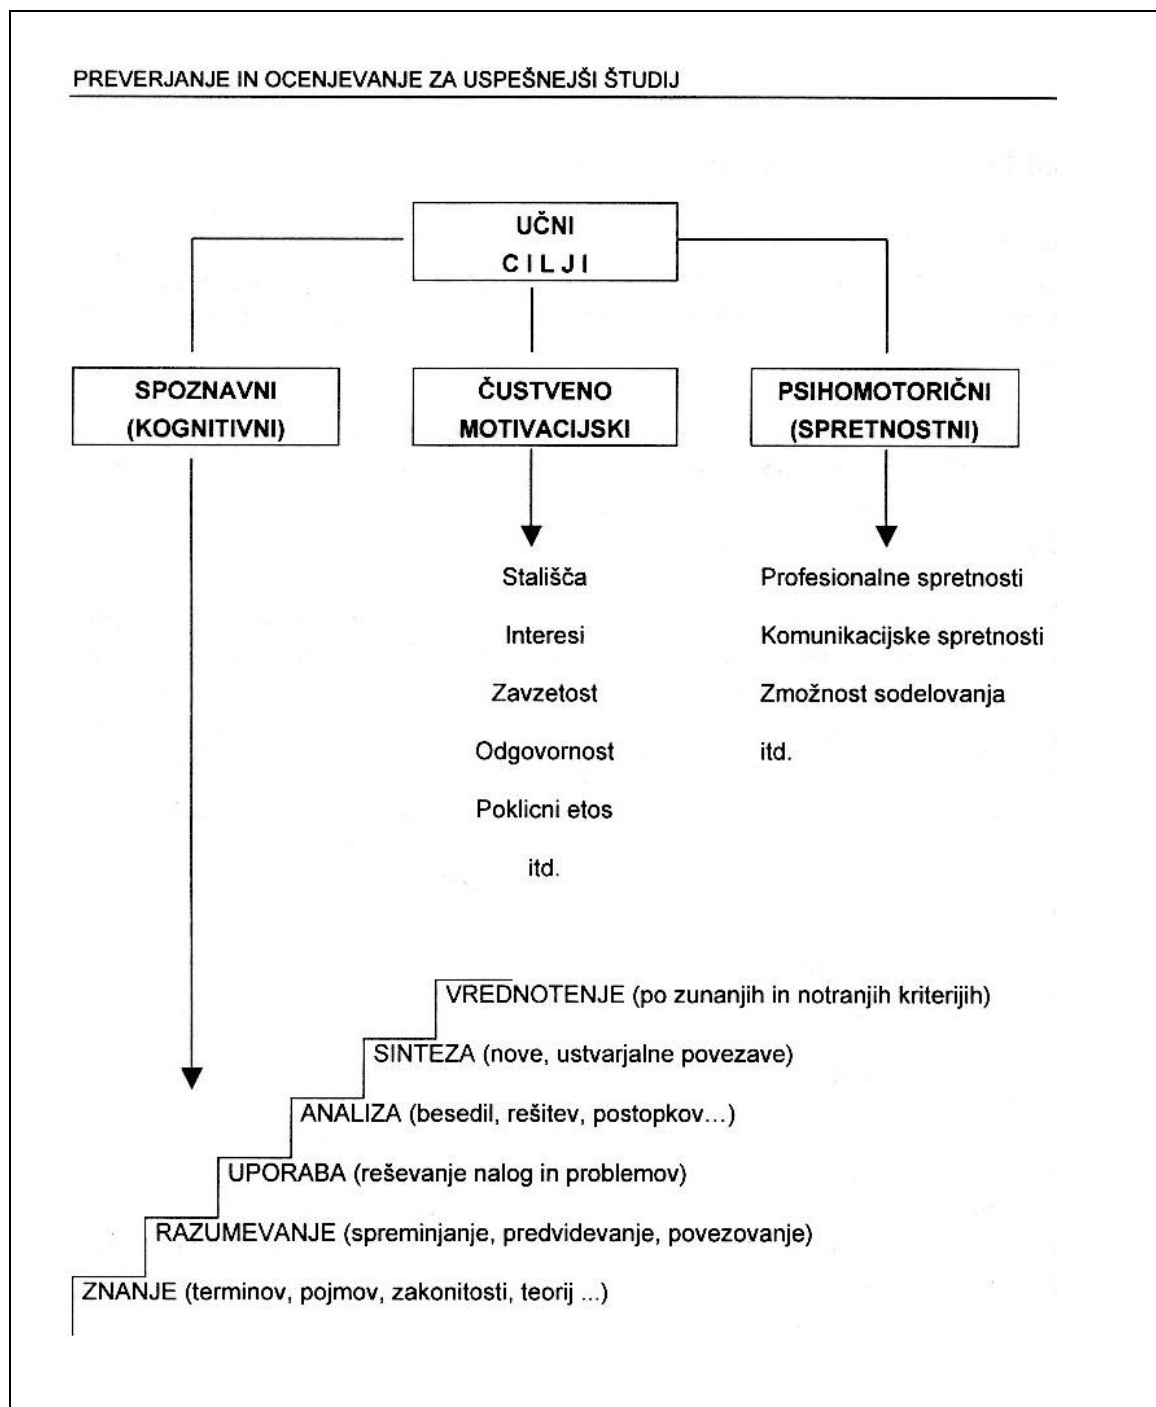 PREVERJANJE IN OCENJEVANJE ZA USPEŠNEJŠI ŠTUDIJ
UČNI
C I L J I
SPOZNAVNI
(KOGNITIVNI)
ČUSTVENO
MOTIVACIJSKI
PSIHOMOTORIČNI
(SPRETNOSTNI)
Stališča
Interesi
Zavzetost
Odgovornost
Poklicni etos
itd.
Profesionalne spretnosti
Komunikacijske spretnosti
Zmožnost sodelovanja
itd.
VREDNOTENJE (po zunanjih in notranjih kriterijih)
SINTEZA (nove, ustvarjalne povezave)
ANALIZA (besedil, rešitev, postopkov...)
UPORABA (reševanje nalog in problemov)
RAZUMEVANJE (spreminjanje, predvidevanje, povezovanje)
ZNANJE (terminov, pojmov, zakonitosti, teorij ...)